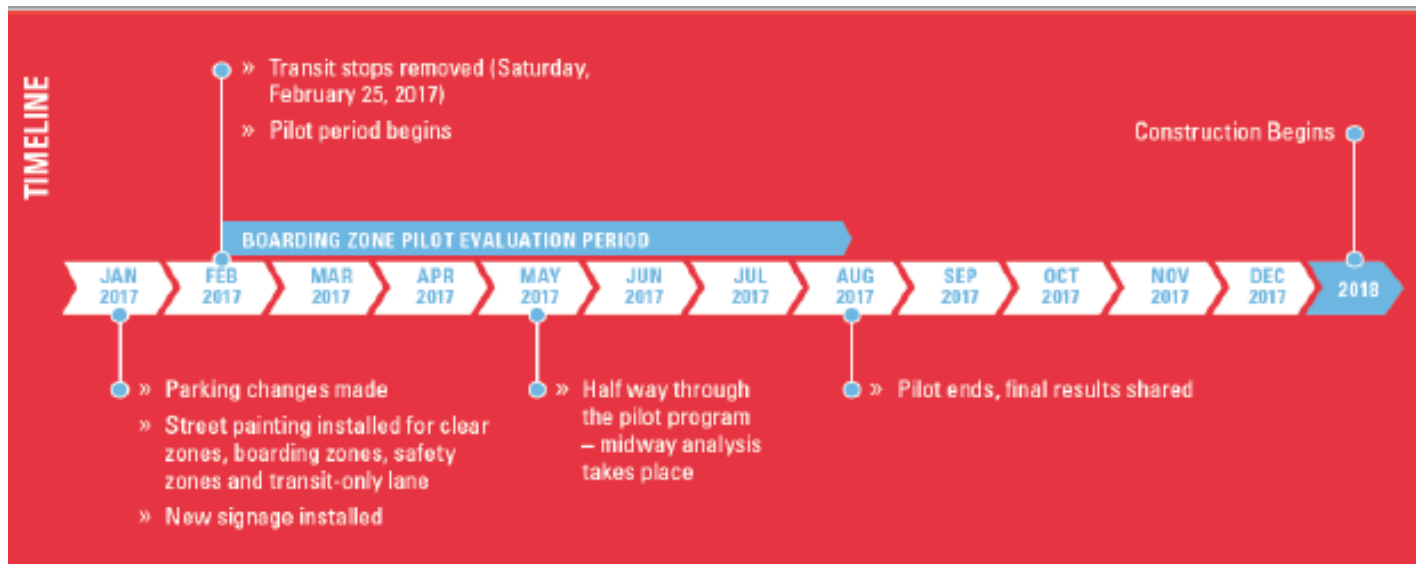 TIMELINE
» Transit stops removed (Saturday,
February 25, 2017)
» Pilot period begins
Construction Begins
BOARDING ZONE PILOT EVALUATION PERIOD
JAN 2017
FEB 2017
MAR 2017
APR 2017
MAY 2017
JUN 2017
JUL 2017
AUG 2017
SEP 2017
OCT 2017
NOV 2017
DEC 2017
2018
» Parking changes made
» Street painting installed for clear
zones, boarding zones, safety
zones and transit-only lane
» New signage installed
» Half way through
the pilot program
– midway analysis
takes place
» Pilot ends, final results shared